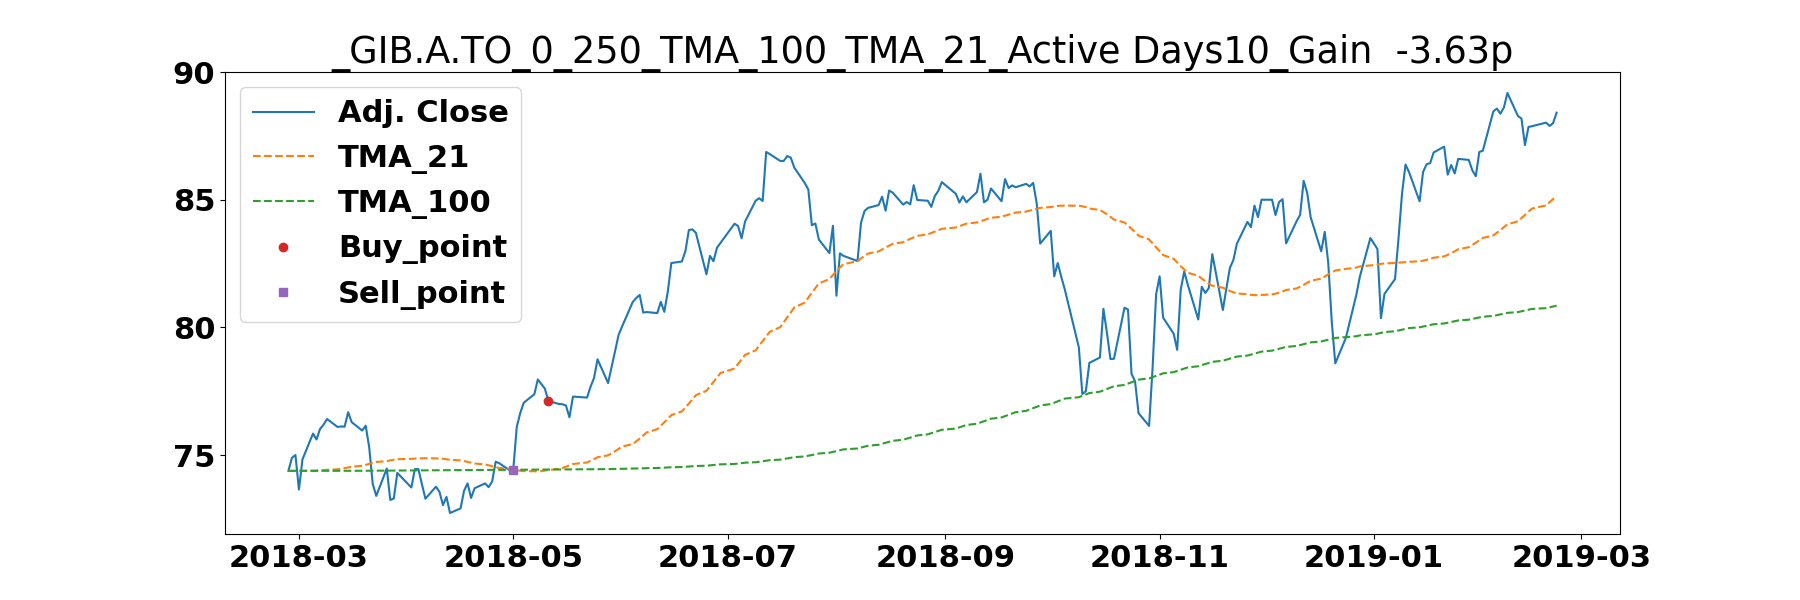 _GIB.A.TO_0_250_TMA_100_TMA_21_Active Days10_Gain  -3.63p
90
85
80
75
Adj. Close
TMA_21
TMA_100
Buy_point
Sell_point
2018-03 2018-05 2018-07 2018-09 2018-11 2019-01 2019-03